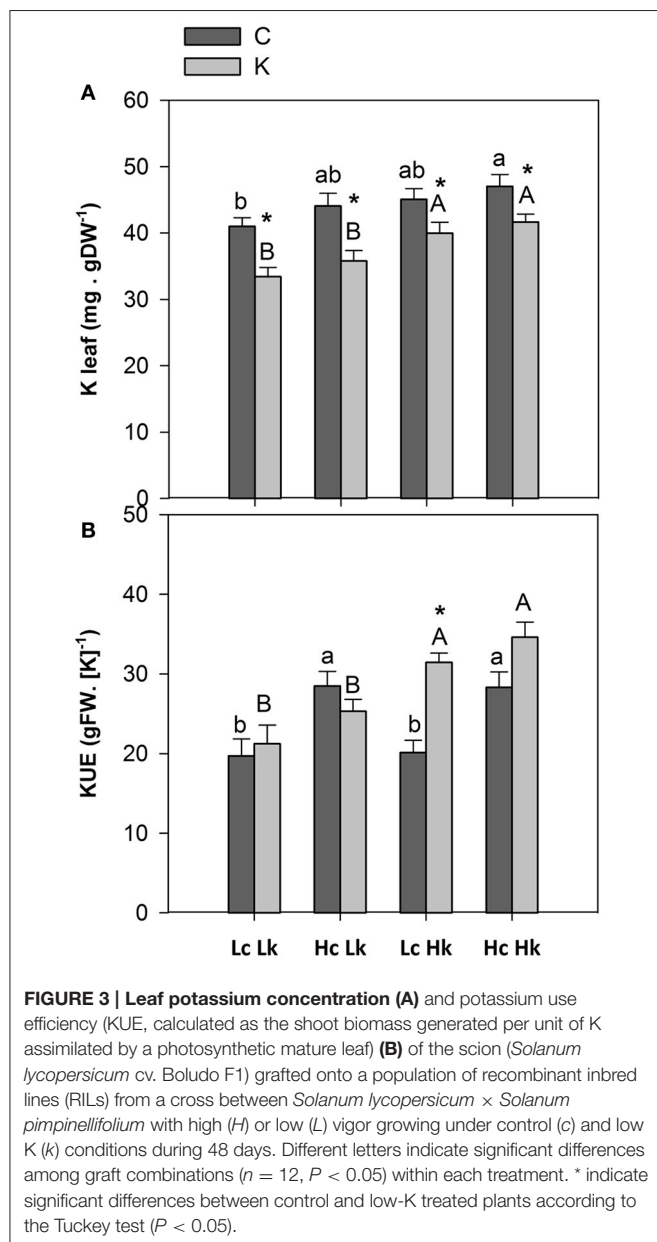 C
K
A
60
50
40
30
20
10
0
K leaf (mg . gDW⁻¹)
b * B
ab * B
ab * A
a * A
B
50
40
30
20
10
0
KUE (gFW. [K]⁻¹)
b B
a B
b * A
a A
Lc Lk Hc Lk Lc Hk Hc Hk
FIGURE 3 | Leaf potassium concentration (A) and potassium use
efficiency (KUE, calculated as the shoot biomass generated per unit of K
assimilated by a photosynthetic mature leaf) (B) of the scion (Solanum
lycopersicum cv. Boludo F1) grafted onto a population of recombinant inbred
lines (RILs) from a cross between Solanum lycopersicum × Solanum
pimpinellifolium with high (H) or low (L) vigor growing under control (c) and low
K (k) conditions during 48 days. Different letters indicate significant differences
among graft combinations (n = 12, P < 0.05) within each treatment. * indicate
significant differences between control and low-K treated plants according to
the Tuckey test (P < 0.05).